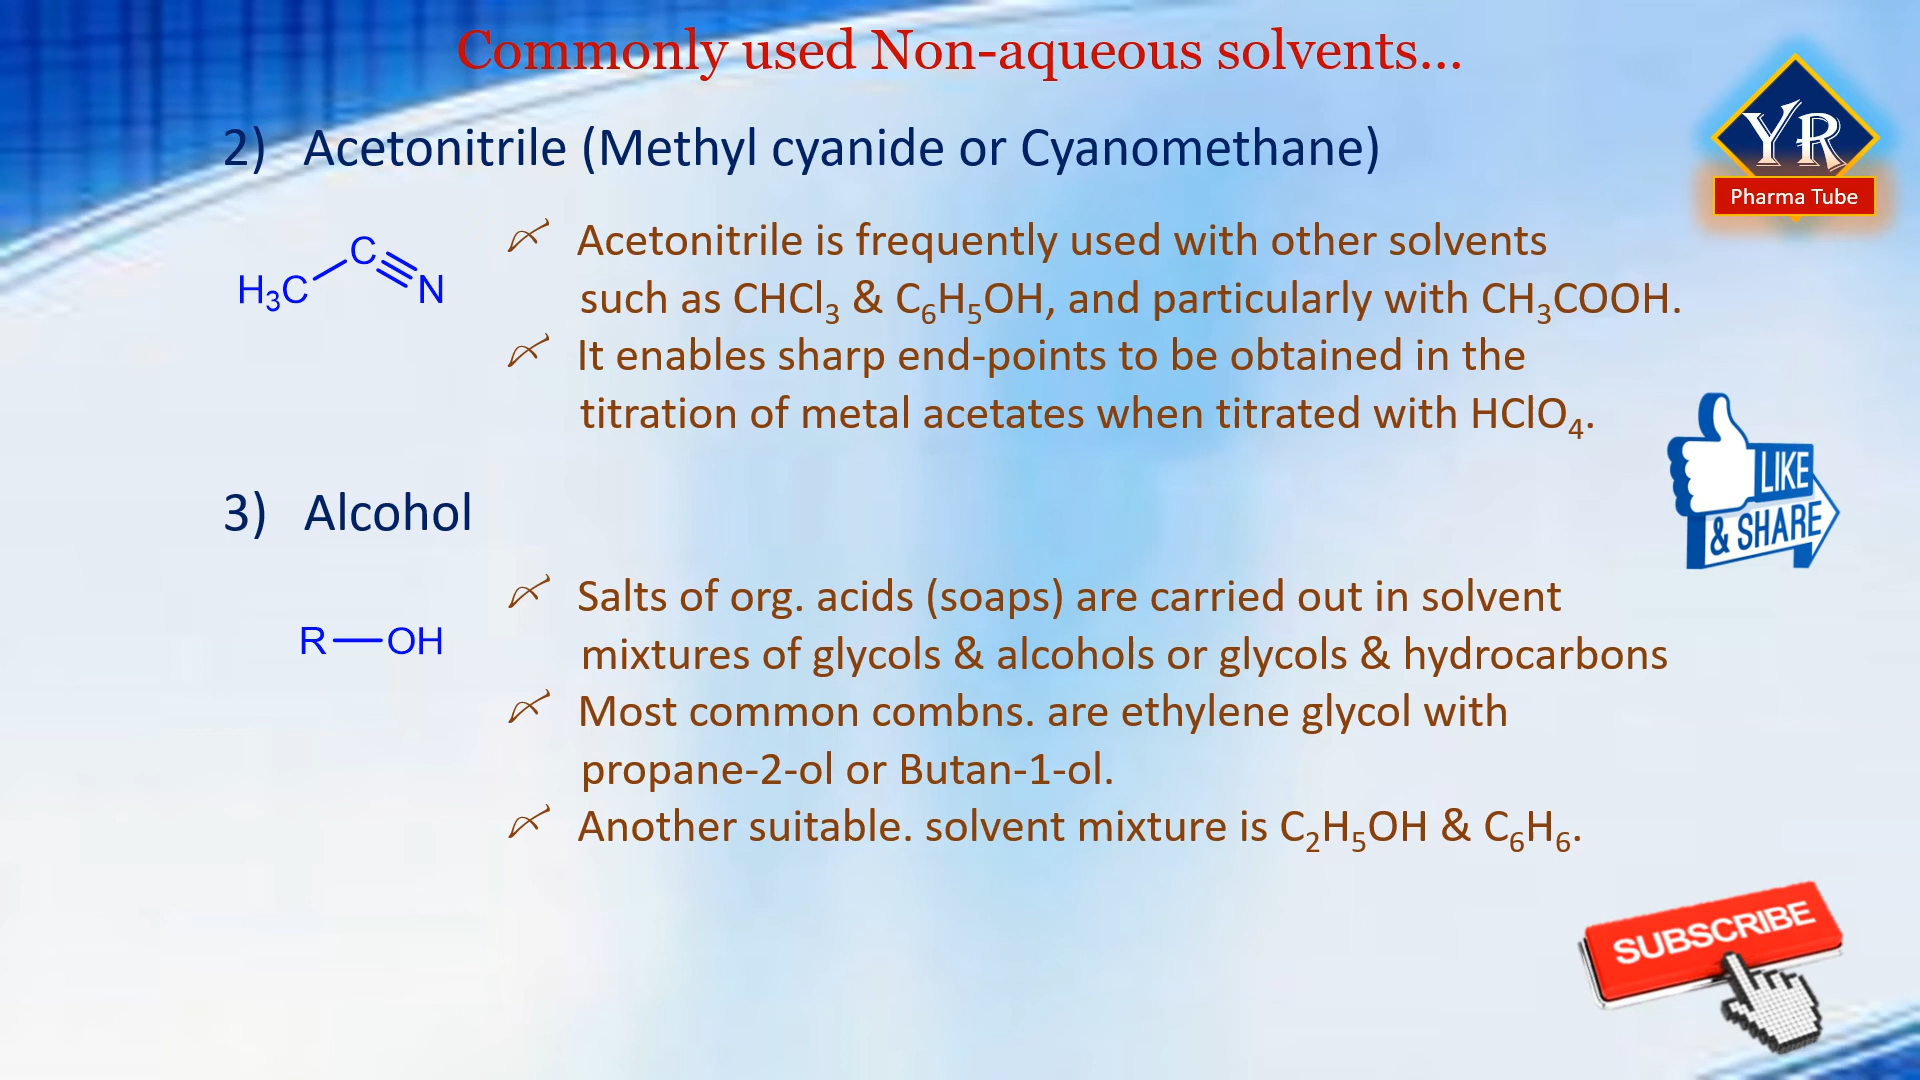 Commonly used Non-aqueous solvents...
YR
Pharma Tube
2) Acetonitrile (Methyl cyanide or Cyanomethane)
H₃C C N
Acetonitrile is frequently used with other solvents
such as CHCl₃ & C₆H₅OH, and particularly with CH₃COOH.
It enables sharp end-points to be obtained in the
titration of metal acetates when titrated with HClO₄.
LIKE
& SHARE
3) Alcohol
R OH
Salts of org. acids (soaps) are carried out in solvent
mixtures of glycols & alcohols or glycols & hydrocarbons
Most common combns. are ethylene glycol with
propane-2-ol or Butan-1-ol.
Another suitable. solvent mixture is C₂H₅OH & C₆H₆.
SUBSCRIBE